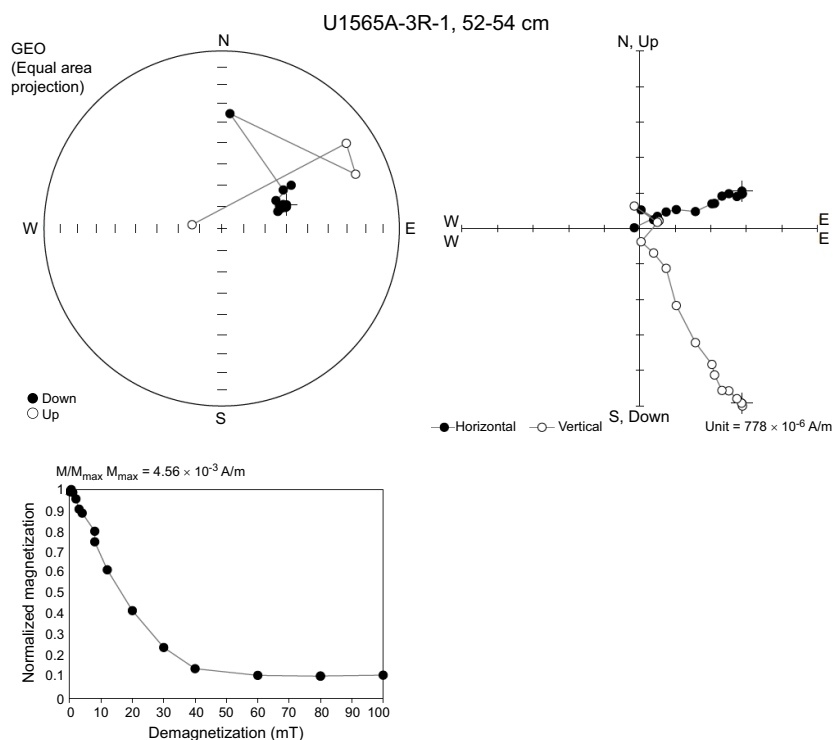 U1565A-3R-1, 52-54 cm
GEO
(Equal area
projection)
N
W
E
S
Down
Up
N, Up
W
E
W
E
S, Down
Horizontal
Vertical
Unit = 778 × 10-6 A/m
M/Mmax Mmax = 4.56 × 10-3 A/m
Normalized magnetization
1
0.9
0.8
0.7
0.6
0.5
0.4
0.3
0.2
0.1
0
0 10 20 30 40 50 60 70 80 90 100
Demagnetization (mT)